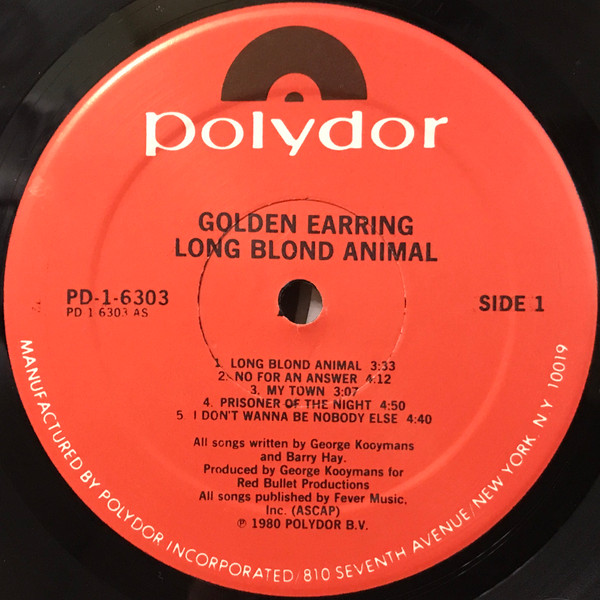 polydor
GOLDEN EARRING
LONG BLOND ANIMAL
PD-1-6303
PD 1 6303 AS
SIDE 1
1. LONG BLOND ANIMAL 3:33
2. NO FOR AN ANSWER 4:12
3. MY TOWN 3:07
4. PRISONER OF THE NIGHT 4:50
5 I DON'T WANNA BE NOBODY ELSE 4:40
All songs written by George Kooymans
and Barry Hay.
Produced by George Kooymans for
Red Bullet Productions
All songs published by Fever Music,
Inc. (ASCAP)
℗ 1980 POLYDOR B.V.
MANUFACTURED BY POLYDOR INCORPORATED/810 SEVENTH AVENUE/NEW YORK, N.Y. 10019